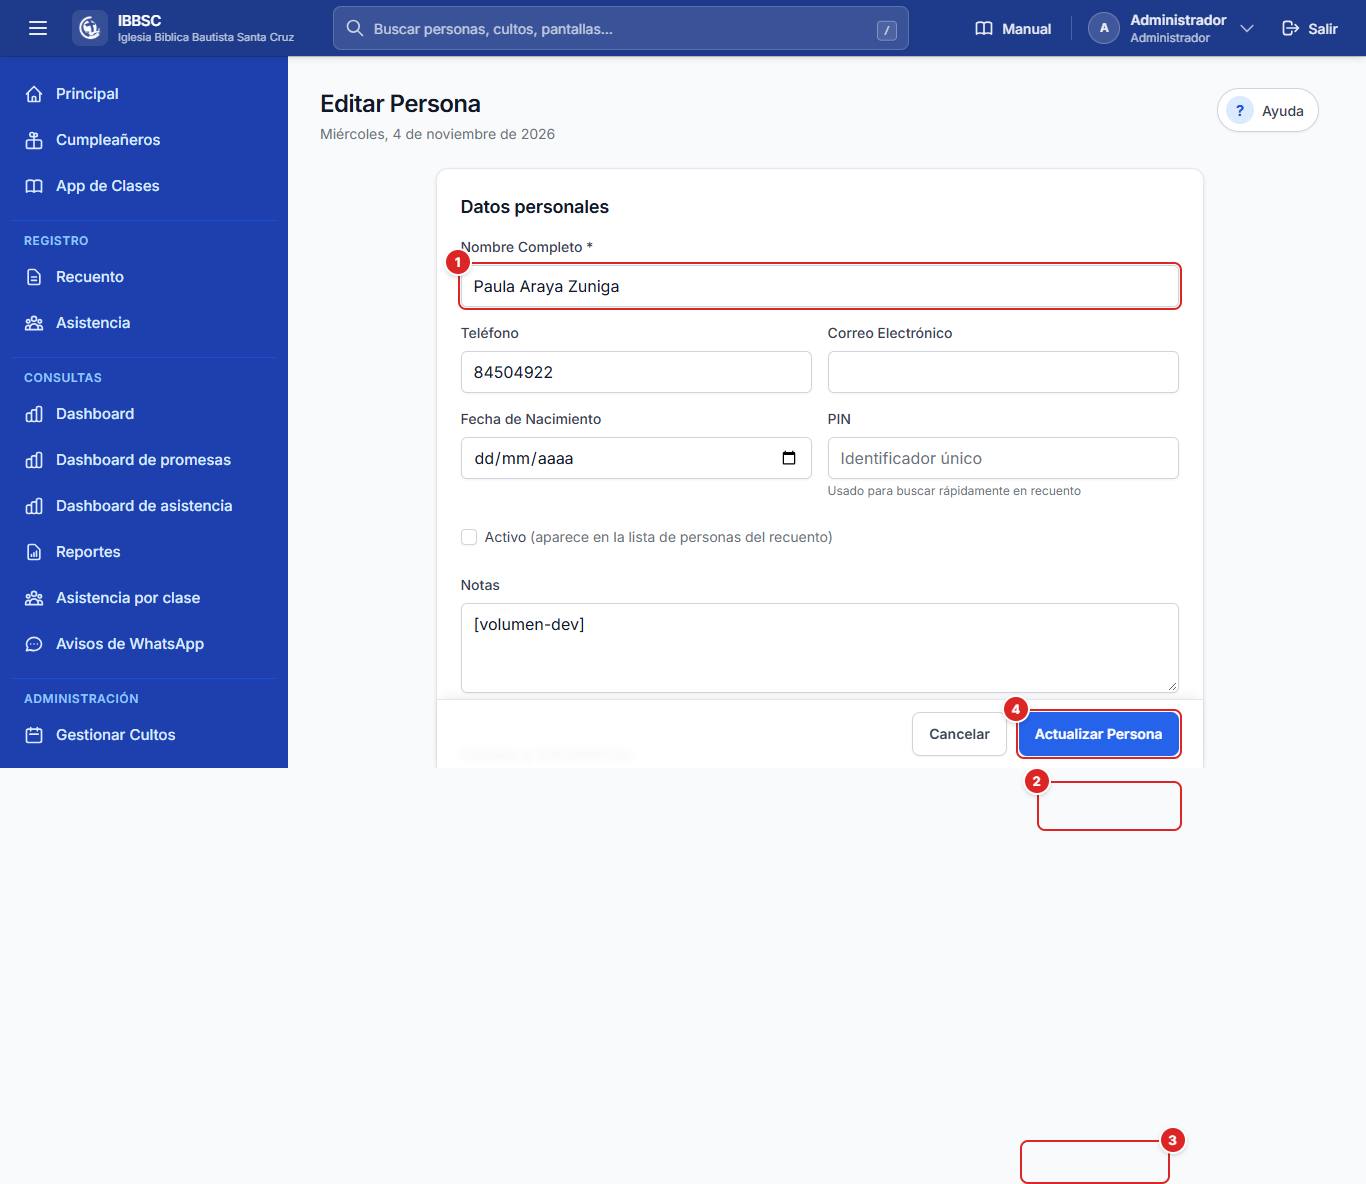 IBBSC
Iglesia Biblica Bautista Santa Cruz
Buscar personas, cultos, pantallas...
/
Manual
A
Administrador
Administrador
Salir
Principal
Cumpleañeros
App de Clases
REGISTRO
Recuento
Asistencia
CONSULTAS
Dashboard
Dashboard de promesas
Dashboard de asistencia
Reportes
Asistencia por clase
Avisos de WhatsApp
ADMINISTRACIÓN
Gestionar Cultos
Editar Persona
Miércoles, 4 de noviembre de 2026
? Ayuda
Datos personales
Nombre Completo *
1
Paula Araya Zuniga
Teléfono
Correo Electrónico
84504922
Fecha de Nacimiento
PIN
dd/mm/aaaa
Identificador único
Usado para buscar rápidamente en recuento
Activo (aparece en la lista de personas del recuento)
Notas
[volumen-dev]
4
Cancelar
Actualizar Persona
2
3